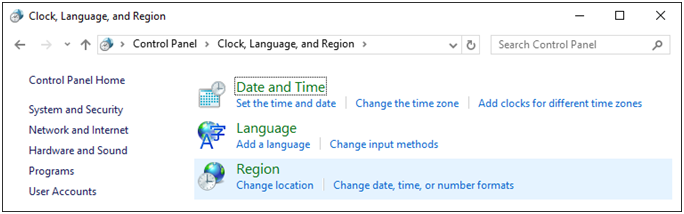 Clock, Language, and Region
Control Panel > Clock, Language, and Region >
Search Control Panel
Control Panel Home
System and Security
Network and Internet
Hardware and Sound
Programs
User Accounts
Date and Time
Set the time and date | Change the time zone | Add clocks for different time zones
Language
Add a language | Change input methods
Region
Change location | Change date, time, or number formats